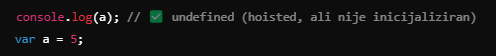 console.log(a); // ✅ undefined (hoisted, ali nije inicijaliziran)
var a = 5;